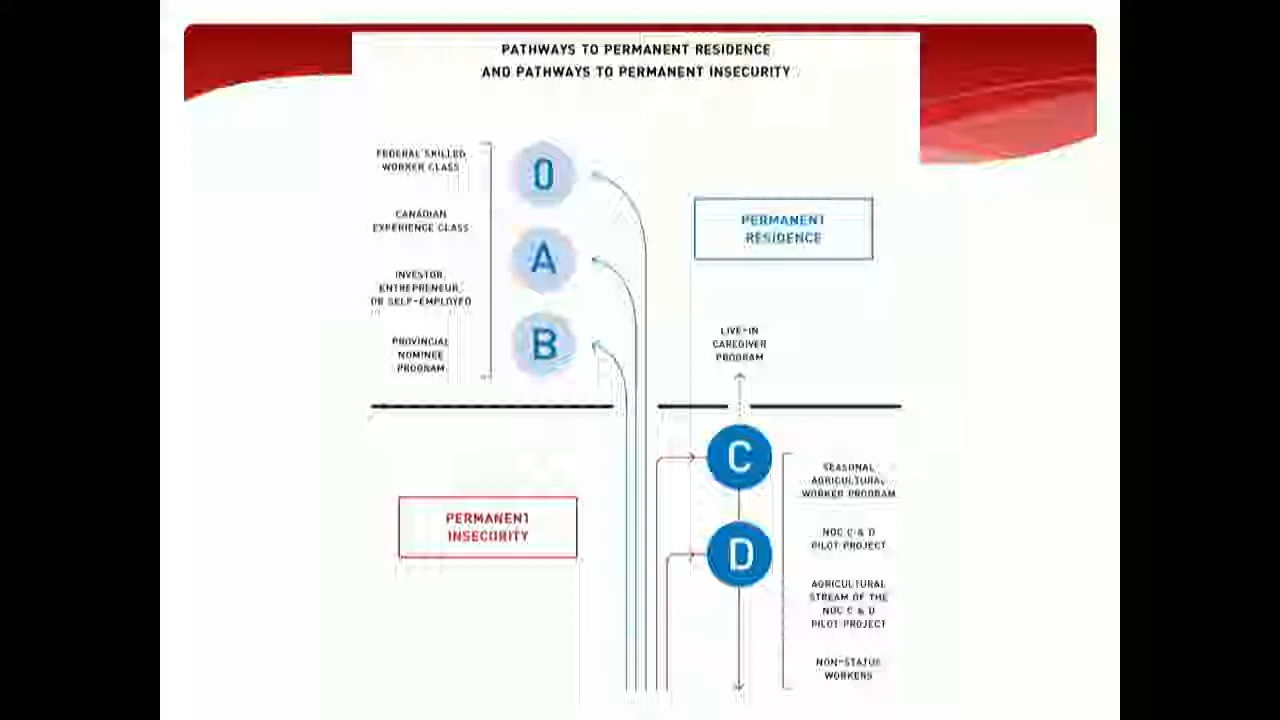 PATHWAYS TO PERMANENT RESIDENCE
AND PATHWAYS TO PERMANENT INSECURITY
FEDERAL SKILLED
WORKER CLASS
CANADIAN
EXPERIENCE CLASS
INVESTOR,
ENTREPRENEUR,
OR SELF-EMPLOYED
PROVINCIAL
NOMINEE
PROGRAM
0
A
B
PERMANENT
RESIDENCE
LIVE-IN
CAREGIVER
PROGRAM
PERMANENT
INSECURITY
C
D
SEASONAL
AGRICULTURAL
WORKER PROGRAM
NOC C & D
PILOT PROJECT
AGRICULTURAL
STREAM OF THE
NOC C & D
PILOT PROJECT
NON-STATUS
WORKERS